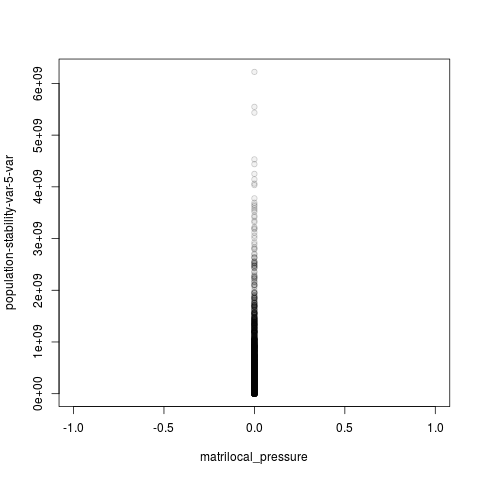 population-stability-var-5-var
6e+09
5e+09
4e+09
3e+09
2e+09
1e+09
0e+00
-1.0 -0.5 0.0 0.5 1.0
matrilocal_pressure